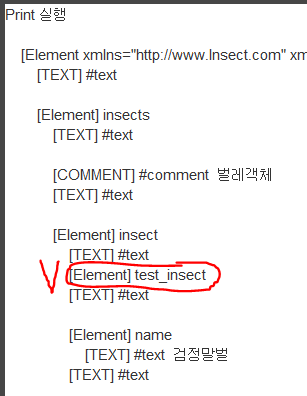 Print 실행
[Element xmlns="http://www.Insect.com" xm
[TEXT] #text
[Element] insects
[TEXT] #text
[COMMENT] #comment 벌레객체
[TEXT] #text
[Element] insect
[TEXT] #text
[Element] test_insect
[TEXT] #text
[Element] name
[TEXT] #text 검정말벌
[TEXT] #text